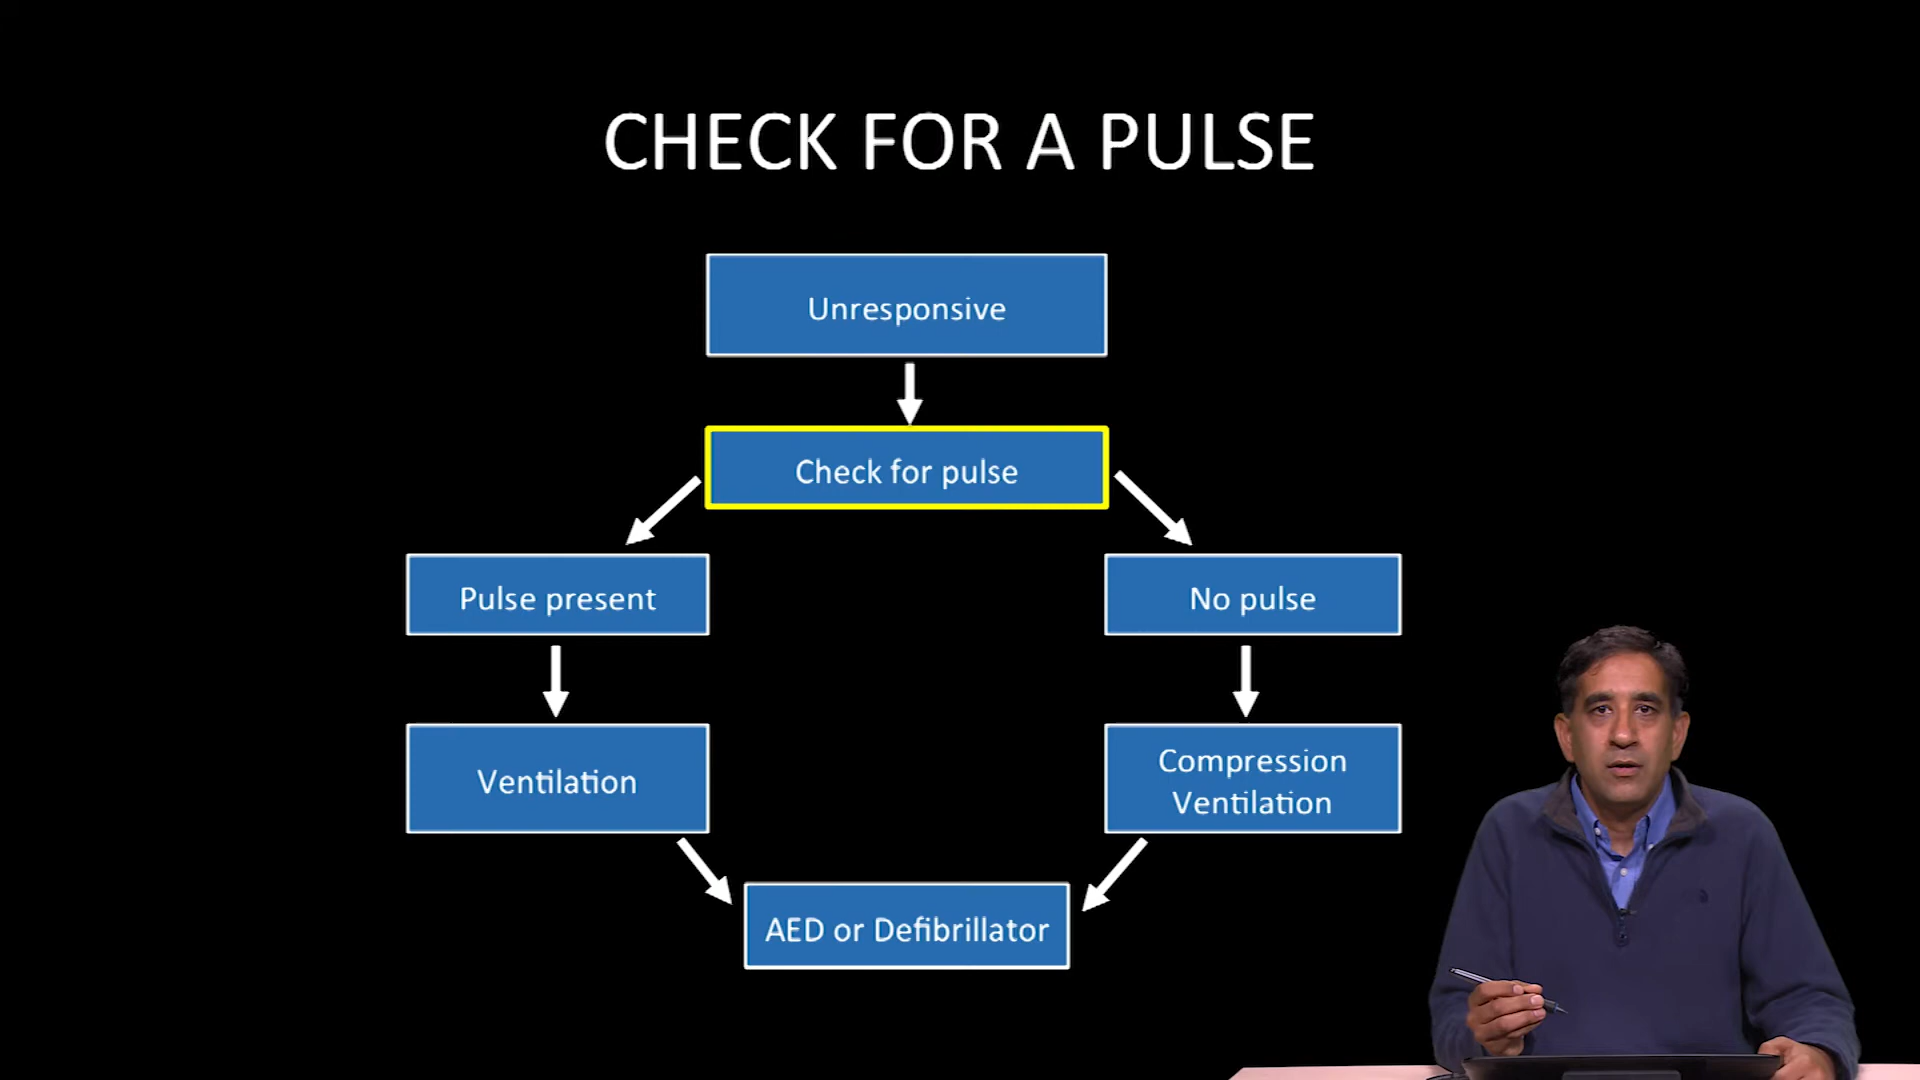 CHECK FOR A PULSE
Unresponsive
Check for pulse
Pulse present
No pulse
Ventilation
Compression
Ventilation
AED or Defibrillator